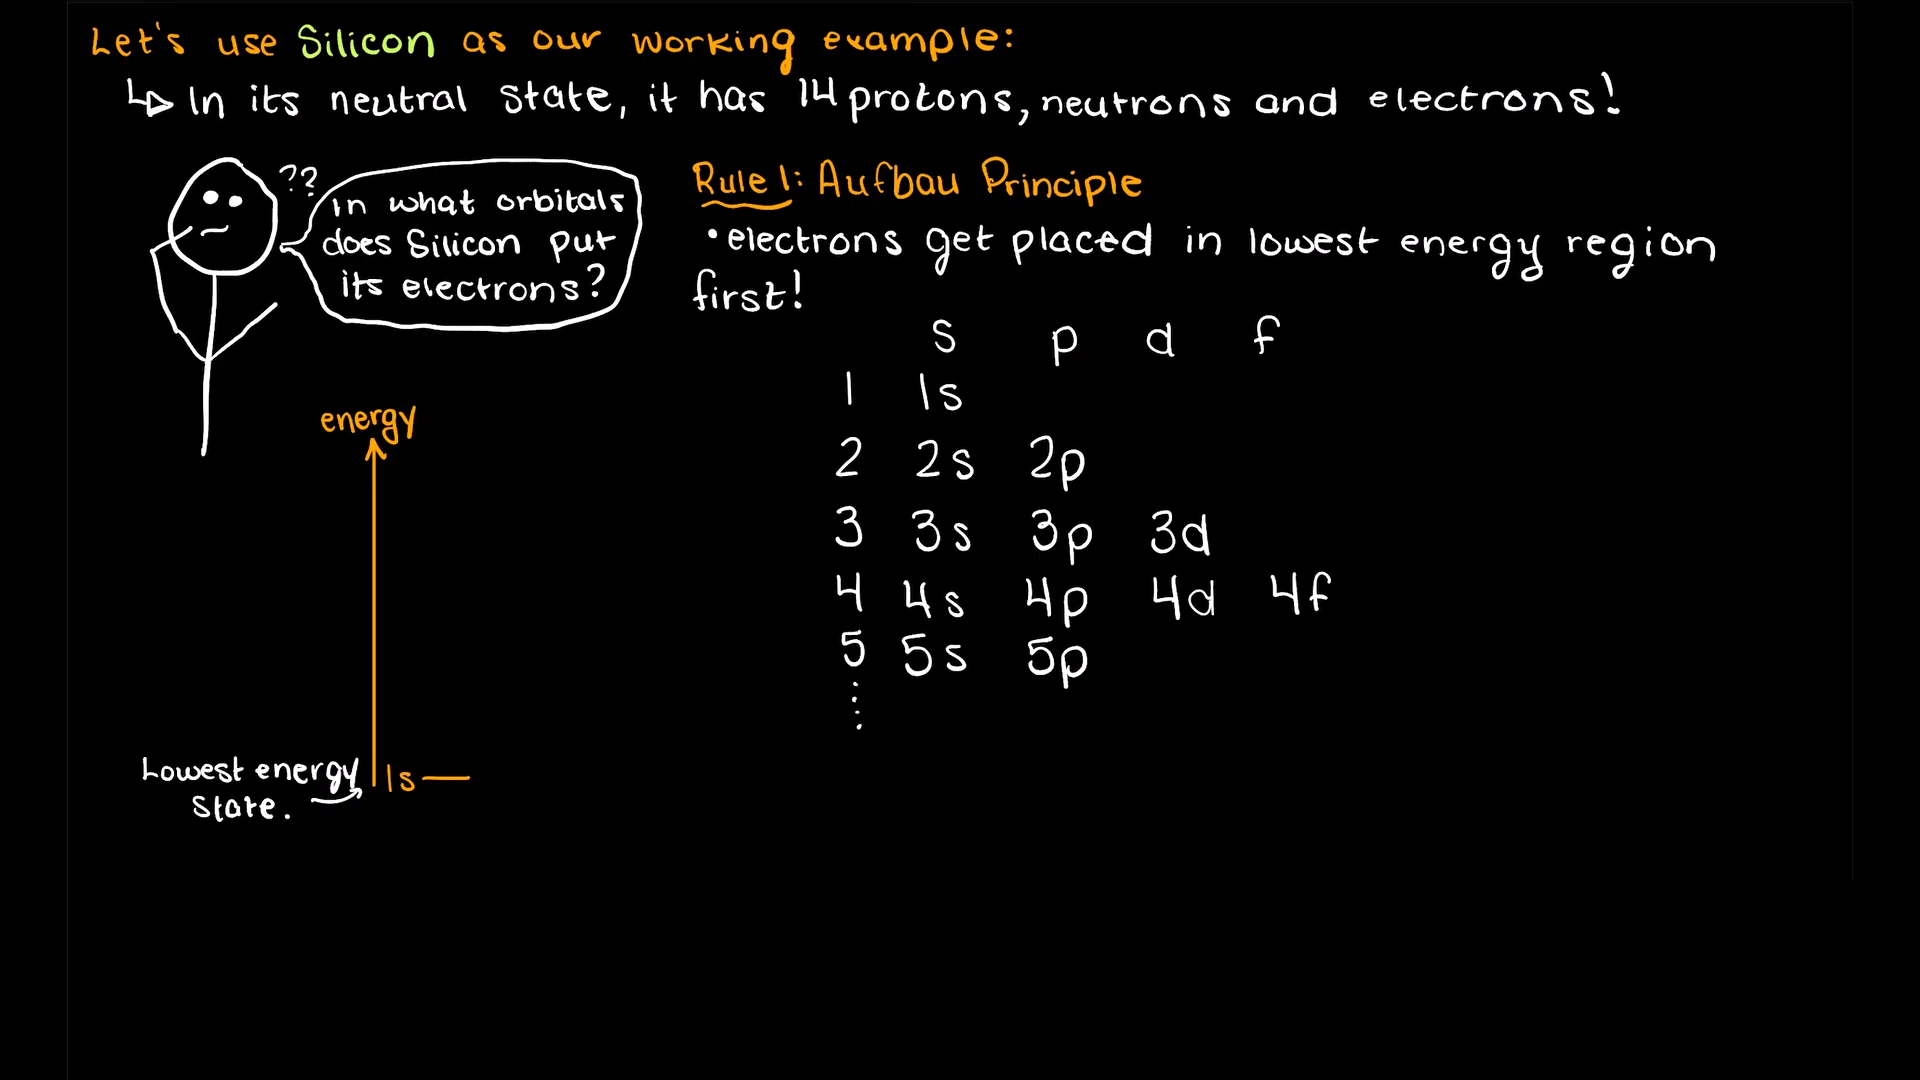 Let's use Silicon as our working example:
↳ In its neutral state, it has 14 protons, neutrons and electrons!
??
In what orbitals
does Silicon put
its electrons?
Rule 1: Aufbau Principle
• electrons get placed in lowest energy region
first!
s p d f
1 1s
2 2s 2p
3 3s 3p 3d
4 4s 4p 4d 4f
5 5s 5p
⋮
energy
Lowest energy
state.
1s —